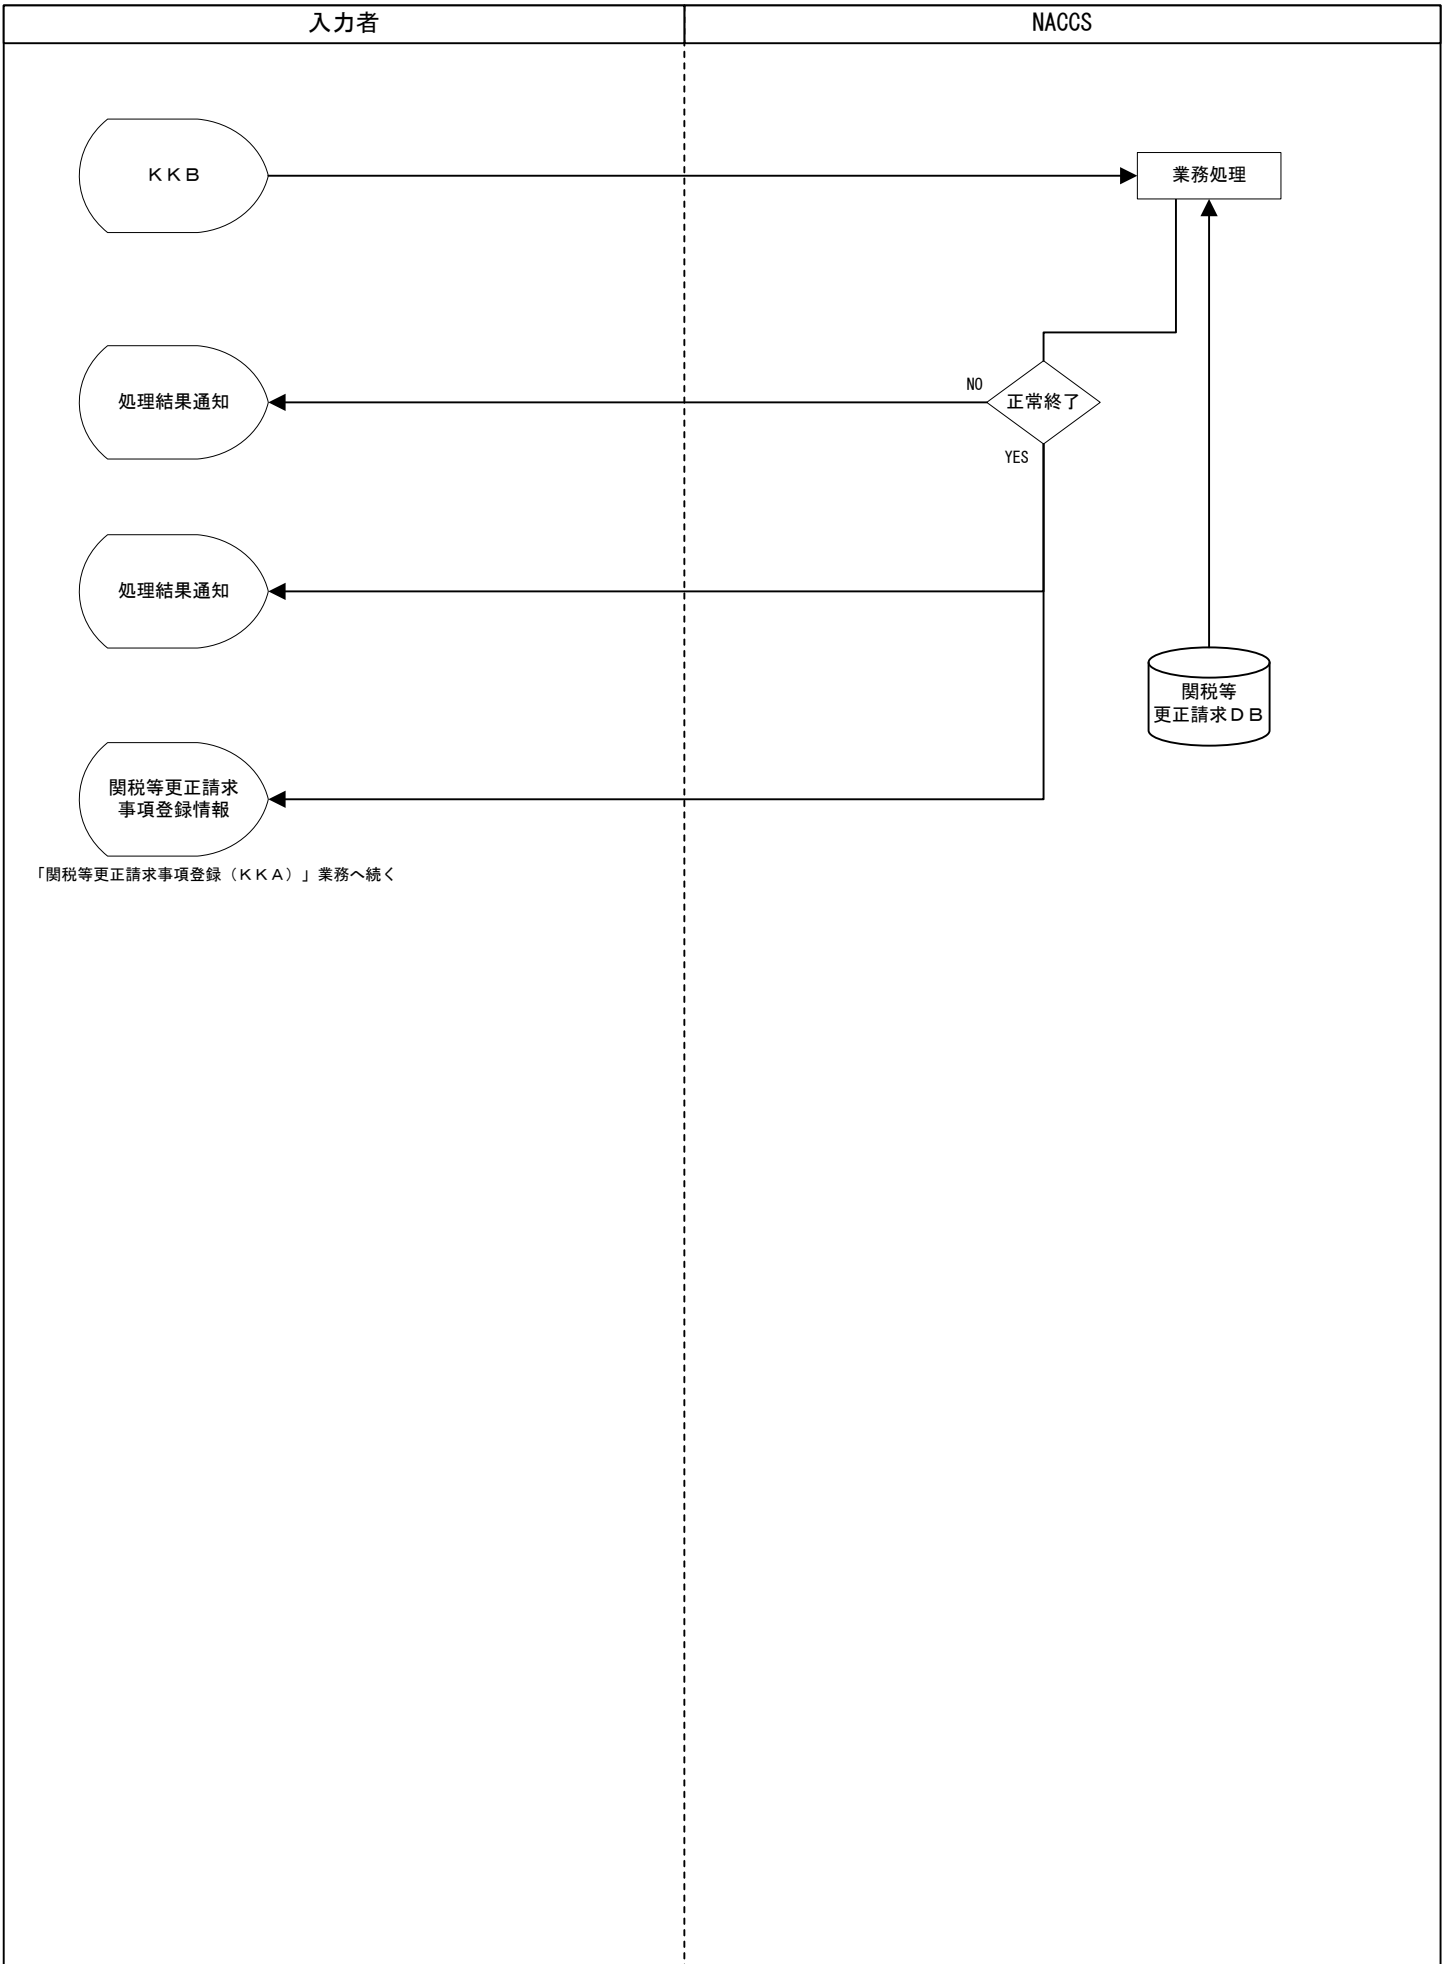 入力者
NACCS
ＫＫＢ
業務処理
処理結果通知
NO
正常終了
YES
処理結果通知
関税等
更正請求ＤＢ
関税等更正請求
事項登録情報
「関税等更正請求事項登録（ＫＫＡ）」業務へ続く